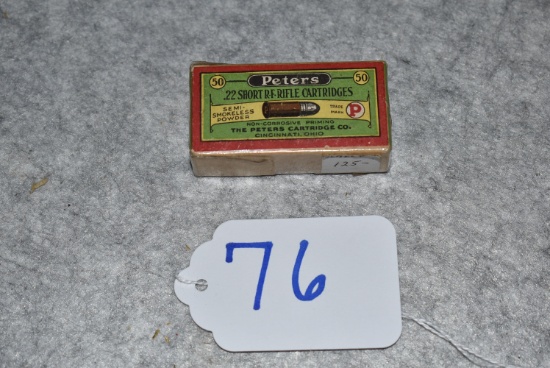 50 Peters 50
.22 SHORT R-F-RIFLE CARTRIDGES
SEMI-
SMOKELESS
POWDER
TRADE
MARK
P
NON-CORROSIVE PRIMING
THE PETERS CARTRIDGE CO.
CINCINNATI, OHIO
125-
76